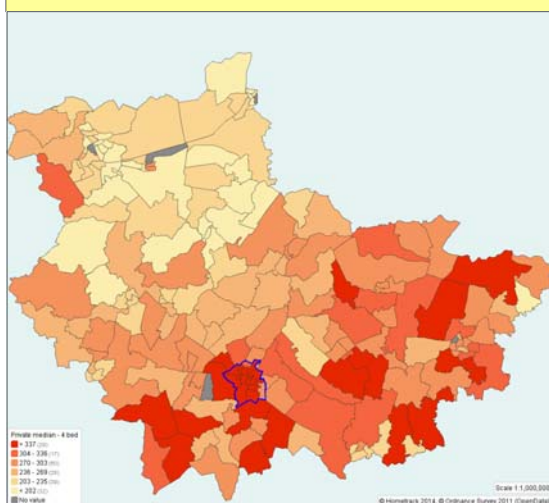 Private median - 4 bed
> 337
304 - 336
270 - 303
236 - 269
203 - 235
< 202
No value
Scale 1:1,000,000
© Hometrack 2014, © Ordnance Survey 2011 (OpenData)